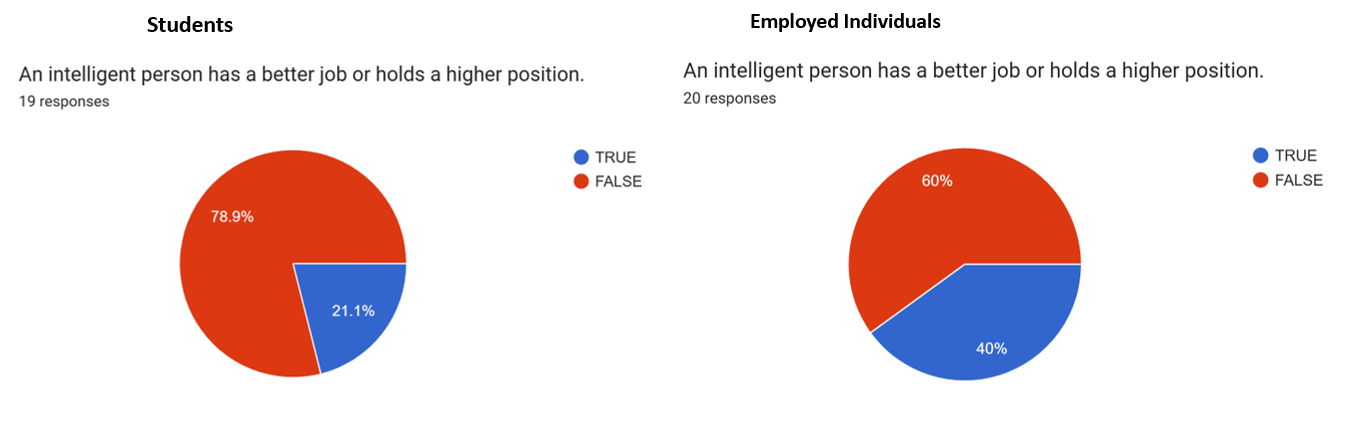 Students
An intelligent person has a better job or holds a higher position.
19 responses
TRUE
FALSE
78.9%
21.1%
Employed Individuals
An intelligent person has a better job or holds a higher position.
20 responses
TRUE
FALSE
60%
40%